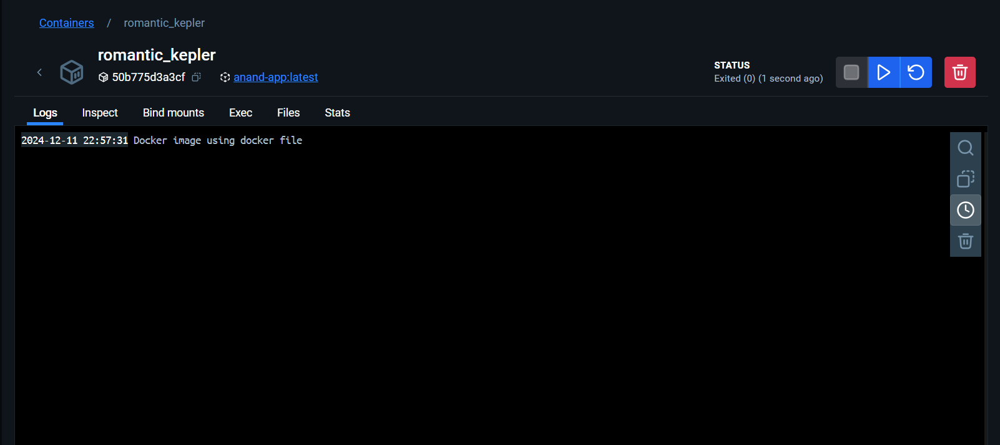 Containers / romantic_kepler
romantic_kepler
50b775d3a3cf anand-app:latest
STATUS
Exited (0) (1 second ago)
Logs Inspect Bind mounts Exec Files Stats
2024-12-11 22:57:31 Docker image using docker file